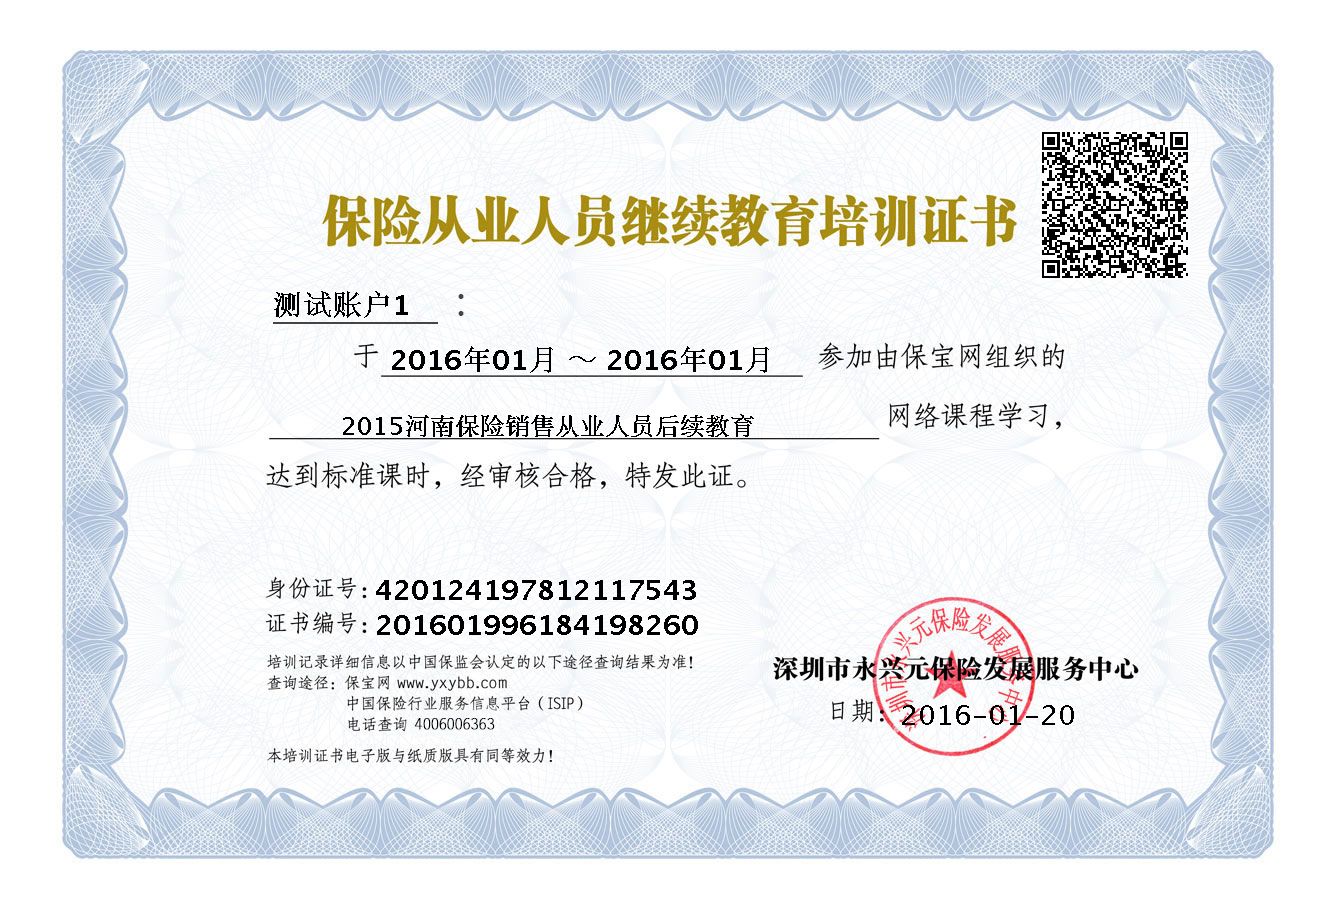 保险从业人员继续教育培训证书
测试账户1 ：
于 2016年01月 ～ 2016年01月 参加由保宝网组织的
2015河南保险销售从业人员后续教育 网络课程学习，
达到标准课时，经审核合格，特发此证。
身份证号：420124197812117543
证书编号：201601996184198260
培训记录详细信息以中国保监会认定的以下途径查询结果为准！
查询途径：保宝网 www.yxybb.com
中国保险行业服务信息平台（ISIP）
电话查询 4006006363
本培训证书电子版与纸质版具有同等效力！
深圳市永兴元保险发展服务中心
日期：2016-01-20
深圳市永兴元保险发展服务中心